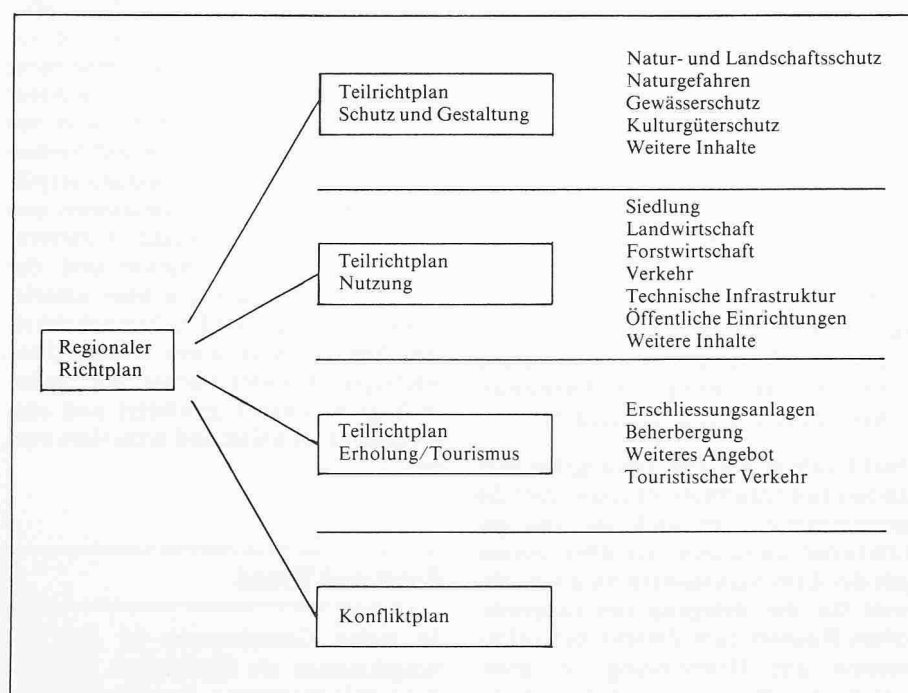 Regionaler
Richtplan
Teilrichtplan
Schutz und Gestaltung
Natur- und Landschaftsschutz
Naturgefahren
Gewässerschutz
Kulturgüterschutz
Weitere Inhalte
Teilrichtplan
Nutzung
Siedlung
Landwirtschaft
Forstwirtschaft
Verkehr
Technische Infrastruktur
Öffentliche Einrichtungen
Weitere Inhalte
Teilrichtplan
Erholung/Tourismus
Erschliessungsanlagen
Beherbergung
Weiteres Angebot
Touristischer Verkehr
Konfliktplan